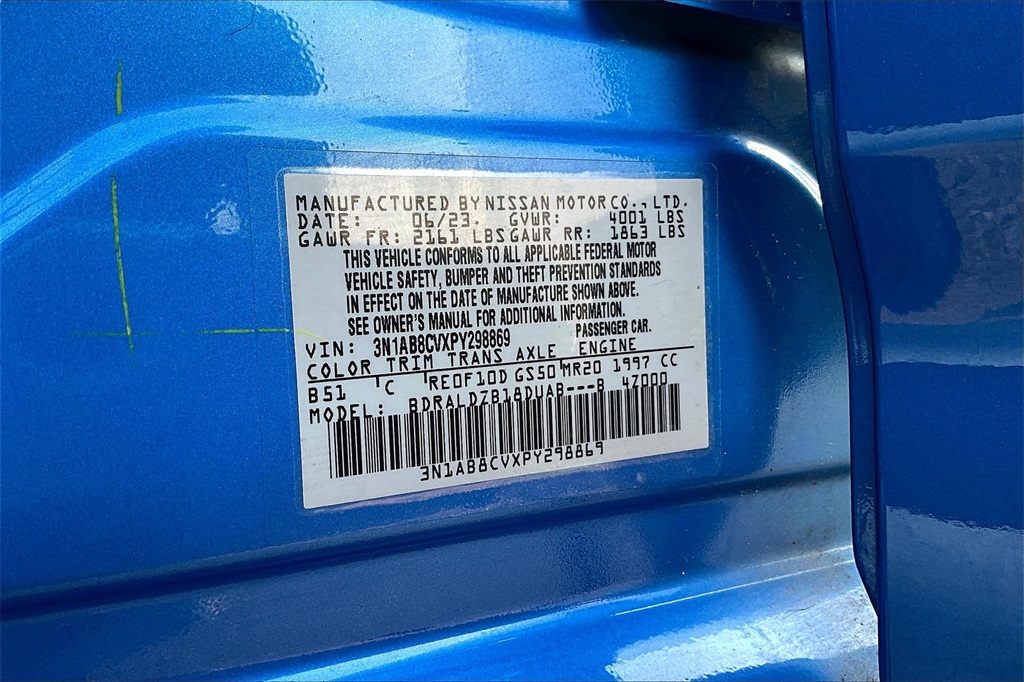 MANUFACTURED BY NISSAN MOTOR CO., LTD.
DATE: 06/23. GVWR: 4001 LBS
GAWR FR: 2161 LBS GAWR RR: 1863 LBS
THIS VEHICLE CONFORMS TO ALL APPLICABLE FEDERAL MOTOR
VEHICLE SAFETY, BUMPER AND THEFT PREVENTION STANDARDS
IN EFFECT ON THE DATE OF MANUFACTURE SHOWN ABOVE.
SEE OWNER'S MANUAL FOR ADDITIONAL INFORMATION.
VIN: 3N1AB8CVXPY298869 PASSENGER CAR.
COLOR TRIM TRANS AXLE ENGINE
B51 C RE0F10D GS50 MR20 1997 CC
MODEL: BDRALDZB18DUAB---B 47000
3N1AB8CVXPY298869